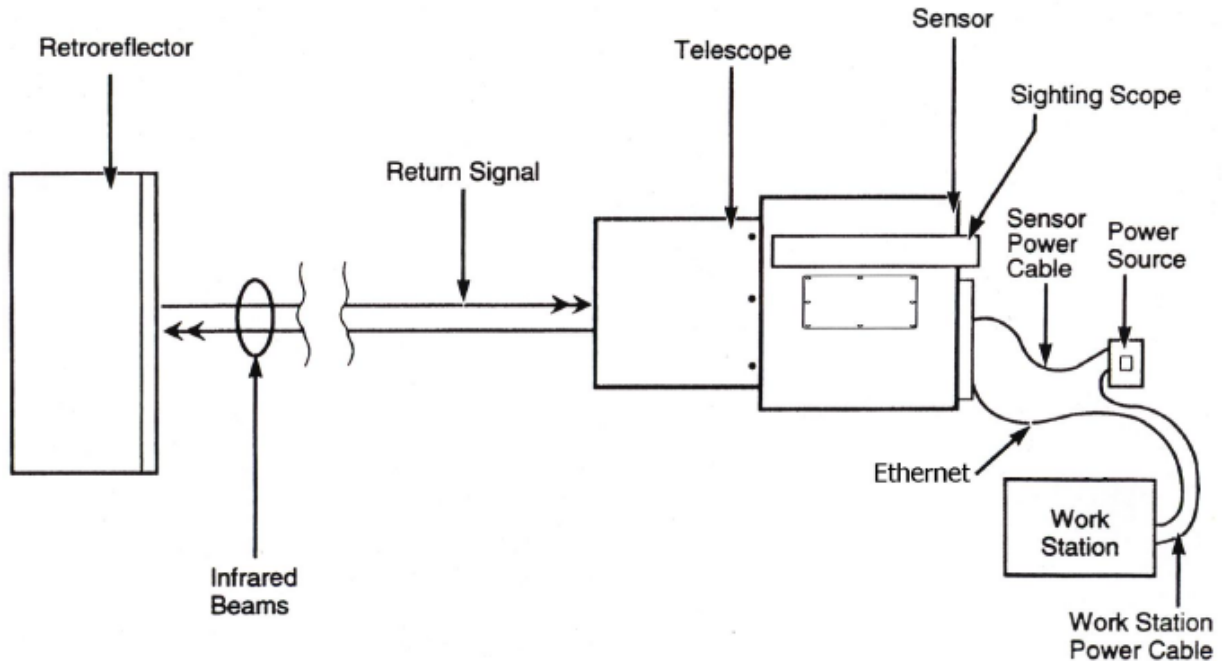 Retroreflector
Return Signal
Infrared
Beams
Telescope
Sensor
Sighting Scope
Sensor
Power
Cable
Power
Source
Ethernet
Work
Station
Work Station
Power Cable